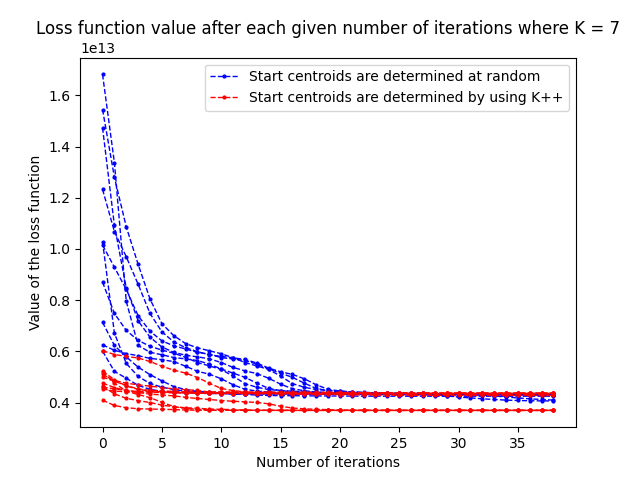 Loss function value after each given number of iterations where K = 7
1e13
Start centroids are determined at random
Start centroids are determined by using K++
1.6
1.4
1.2
1.0
0.8
0.6
0.4
Value of the loss function
0 5 10 15 20 25 30 35
Number of iterations